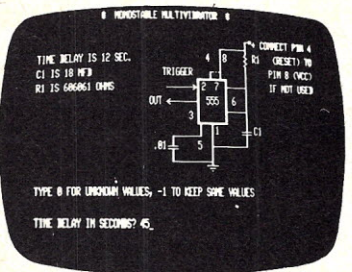 * MONOSTABLE MULTIVIBRATOR *
TIME DELAY IS 12 SEC.
C1 IS 18 MFD
R1 IS 606061 OHMS
CONNECT PIN 4
(RESET) TO
PIN 8 (VCC)
IF NOT USED
+
R1
4 8
TRIGGER
2 7
OUT
555
6
3
1
C1
.01
5
TYPE 0 FOR UNKNOWN VALUES, -1 TO KEEP SAME VALUES
TIME DELAY IN SECONDS? 45_